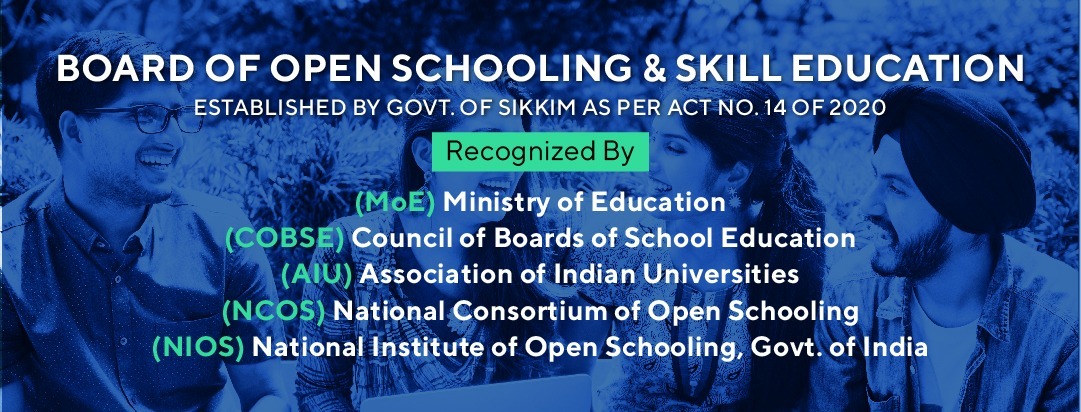 BOARD OF OPEN SCHOOLING & SKILL EDUCATION
ESTABLISHED BY GOVT. OF SIKKIM AS PER ACT NO. 14 OF 2020
Recognized By
(MoE) Ministry of Education
(COBSE) Council of Boards of School Education
(AIU) Association of Indian Universities
(NCOS) National Consortium of Open Schooling
(NIOS) National Institute of Open Schooling, Govt. of India